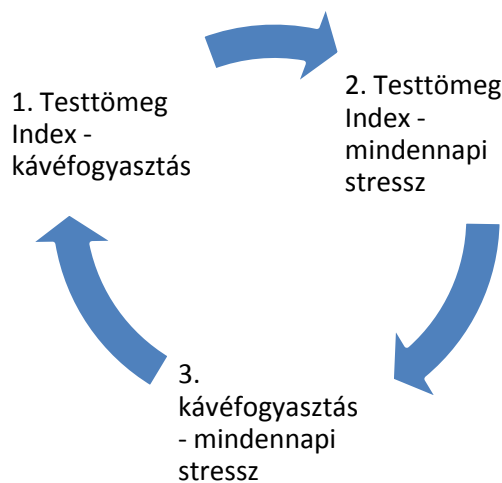 1. Testtömeg
Index -
kávéfogyasztás
2. Testtömeg
Index -
mindennapi
stressz
3.
kávéfogyasztás
- mindennapi
stressz